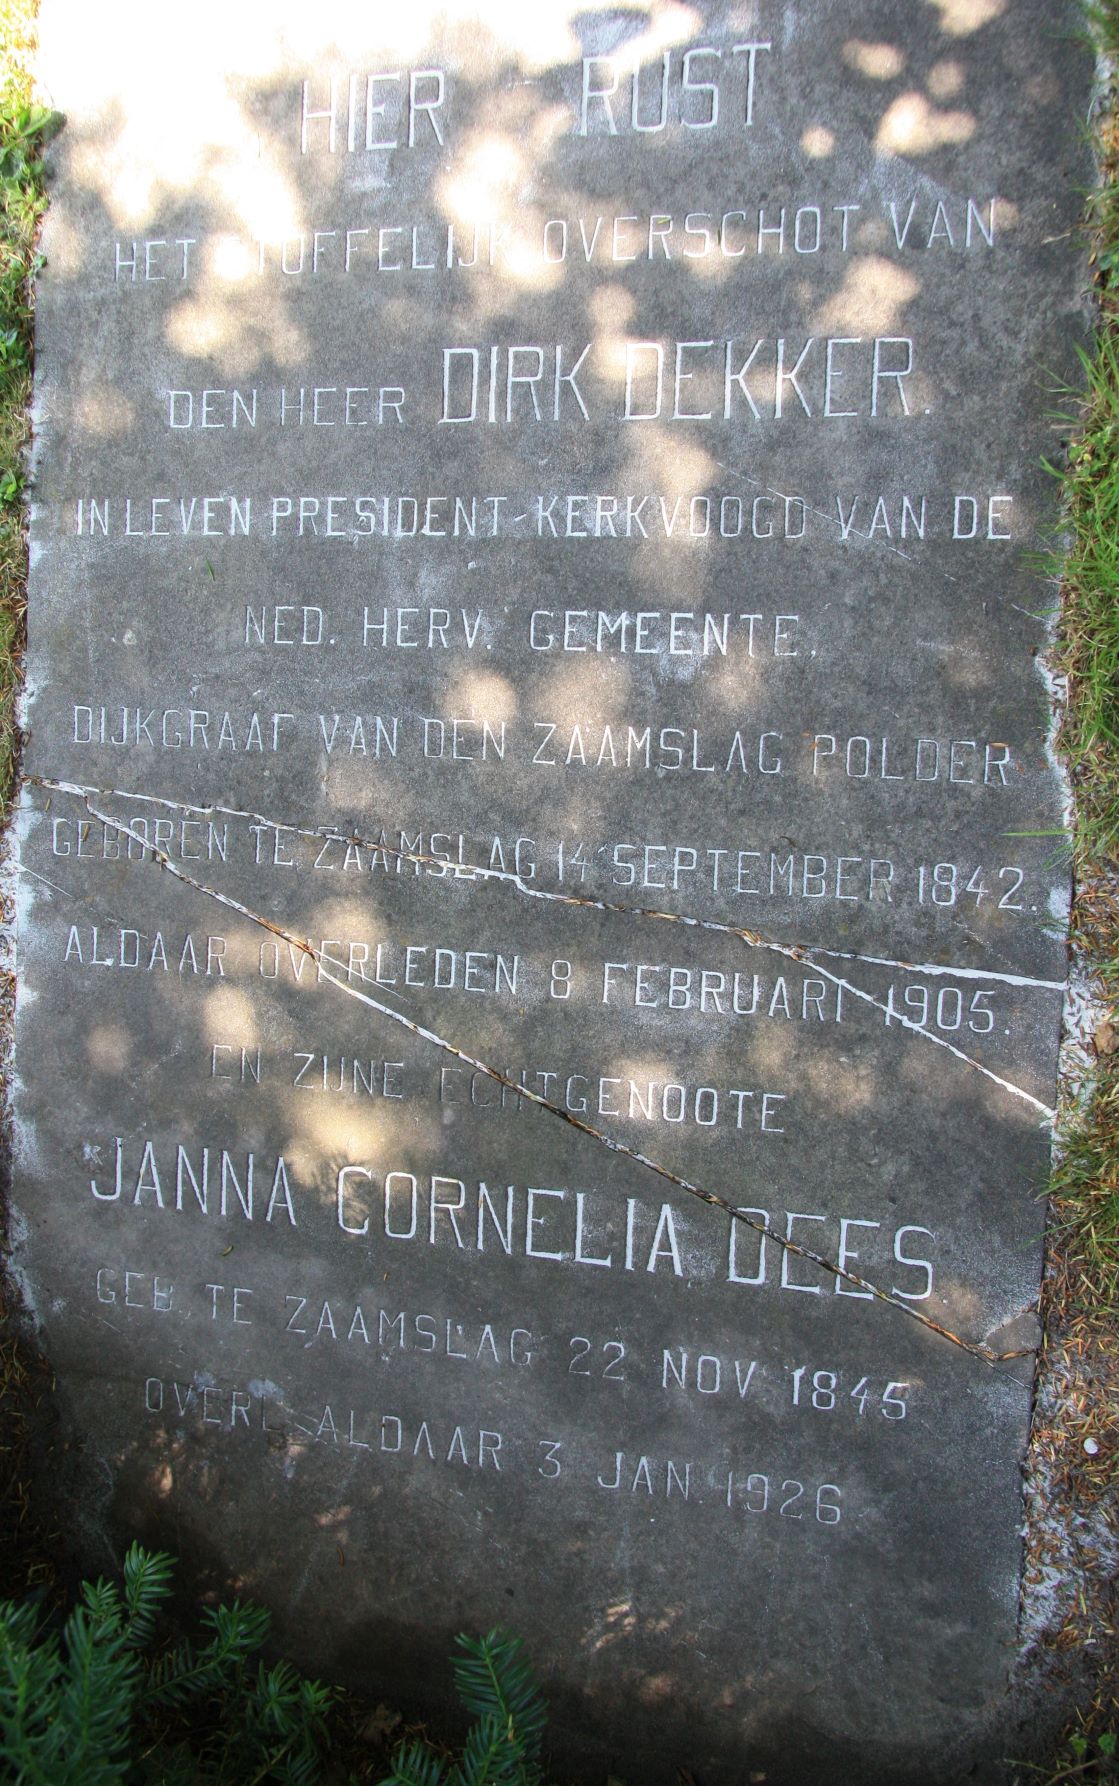 HIER RUST
HET STOFFELIJK OVERSCHOT VAN
DEN HEER DIRK DEKKER.
IN LEVEN PRESIDENT-KERKVOOGD VAN DE
NED. HERV. GEMEENTE,
DIJKGRAAF VAN DEN ZAAMSLAG POLDER
GEBOREN TE ZAAMSLAG 14 SEPTEMBER 1842.
ALDAAR OVERLEDEN 8 FEBRUARI 1905.
EN ZIJNE ECHTGENOOTE
JANNA CORNELIA DEES
GEB. TE ZAAMSLAG 22 NOV 1845
OVERL. ALDAAR 3 JAN. 1926